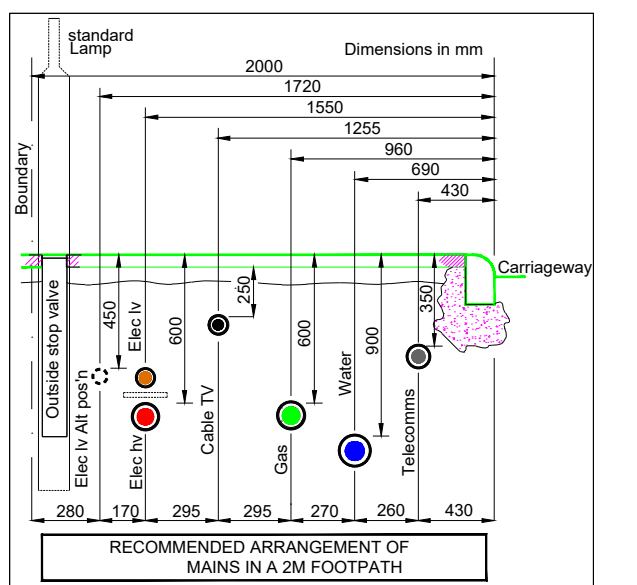 standard
Lamp
Dimensions in mm
2000
1720
1550
1255
960
690
430
Boundary
Carriageway
Outside stop valve
Elec lv Alt pos'n
450
Elec lv
Elec hv
600
Cable TV
250
Gas
600
Water
900
Telecomms
350
280
170
295
295
270
260
430
RECOMMENDED ARRANGEMENT OF
MAINS IN A 2M FOOTPATH